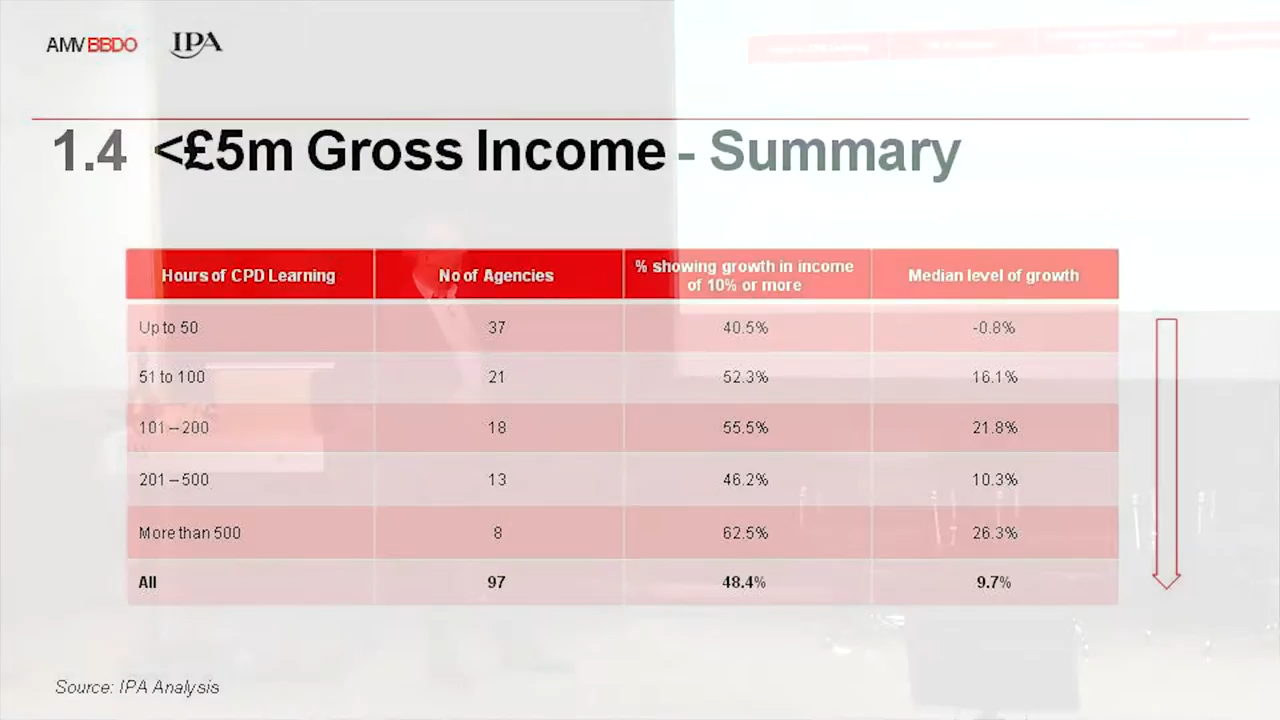 AMV BBDO IPA
1.4 <£5m Gross Income - Summary
Hours of CPD Learning No of Agencies % showing growth in income of 10% or more Median level of growth
Up to 50 37 40.5% -0.8%
51 to 100 21 52.3% 16.1%
101 – 200 18 55.5% 21.8%
201 – 500 13 46.2% 10.3%
More than 500 8 62.5% 26.3%
All 97 48.4% 9.7%
Source: IPA Analysis